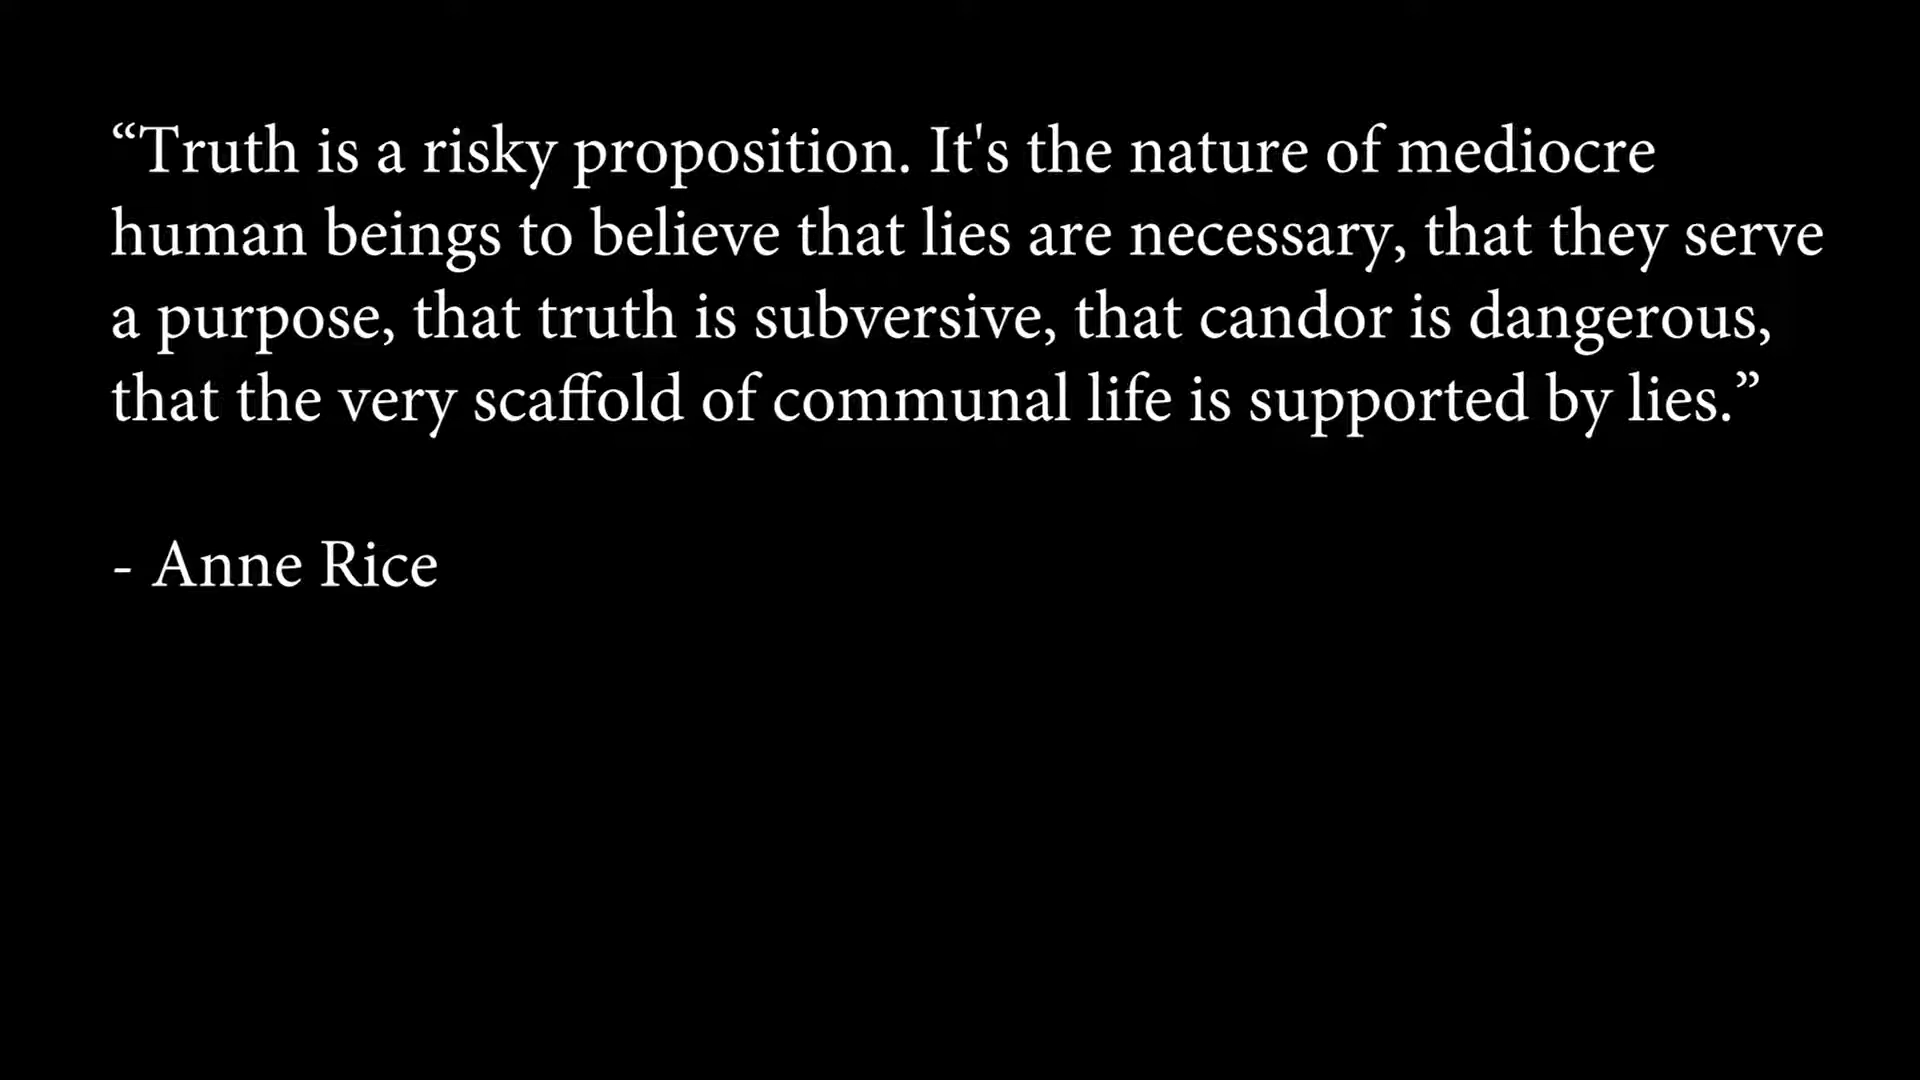 “Truth is a risky proposition. It's the nature of mediocre
human beings to believe that lies are necessary, that they serve
a purpose, that truth is subversive, that candor is dangerous,
that the very scaffold of communal life is supported by lies.”
- Anne Rice